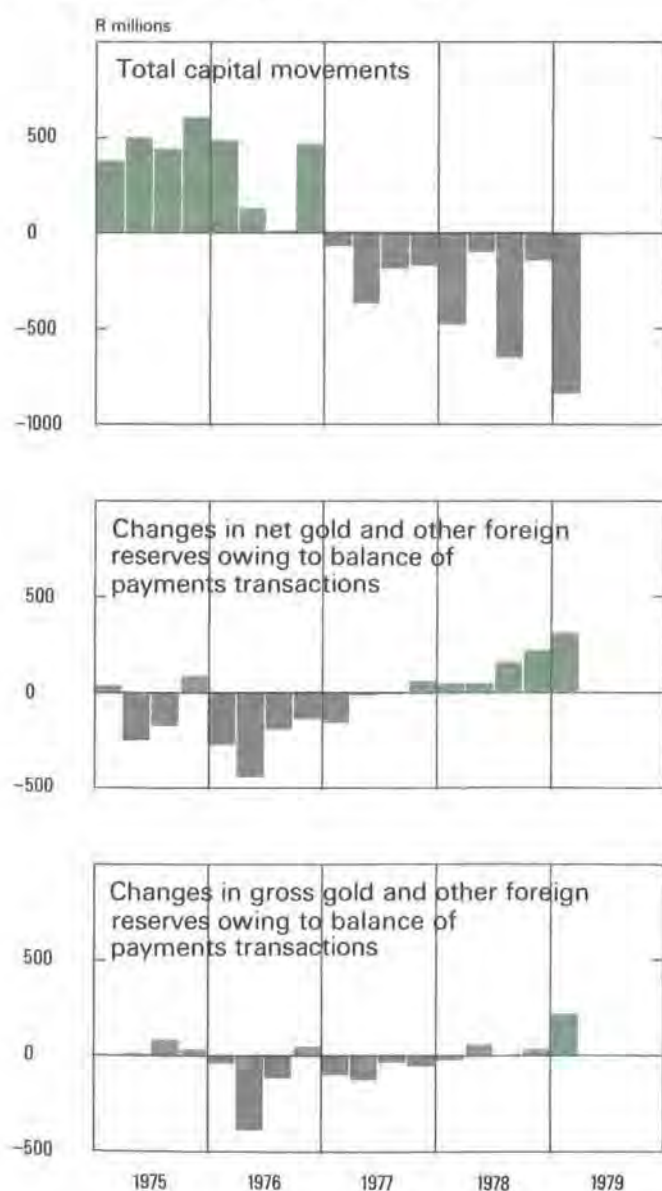 R millions
Total capital movements
500
0
-500
-1000
Changes in net gold and other foreign
reserves owing to balance of
payments transactions
500
0
-500
Changes in gross gold and other foreign
reserves owing to balance of
payments transactions
500
0
-500
1975 1976 1977 1978 1979